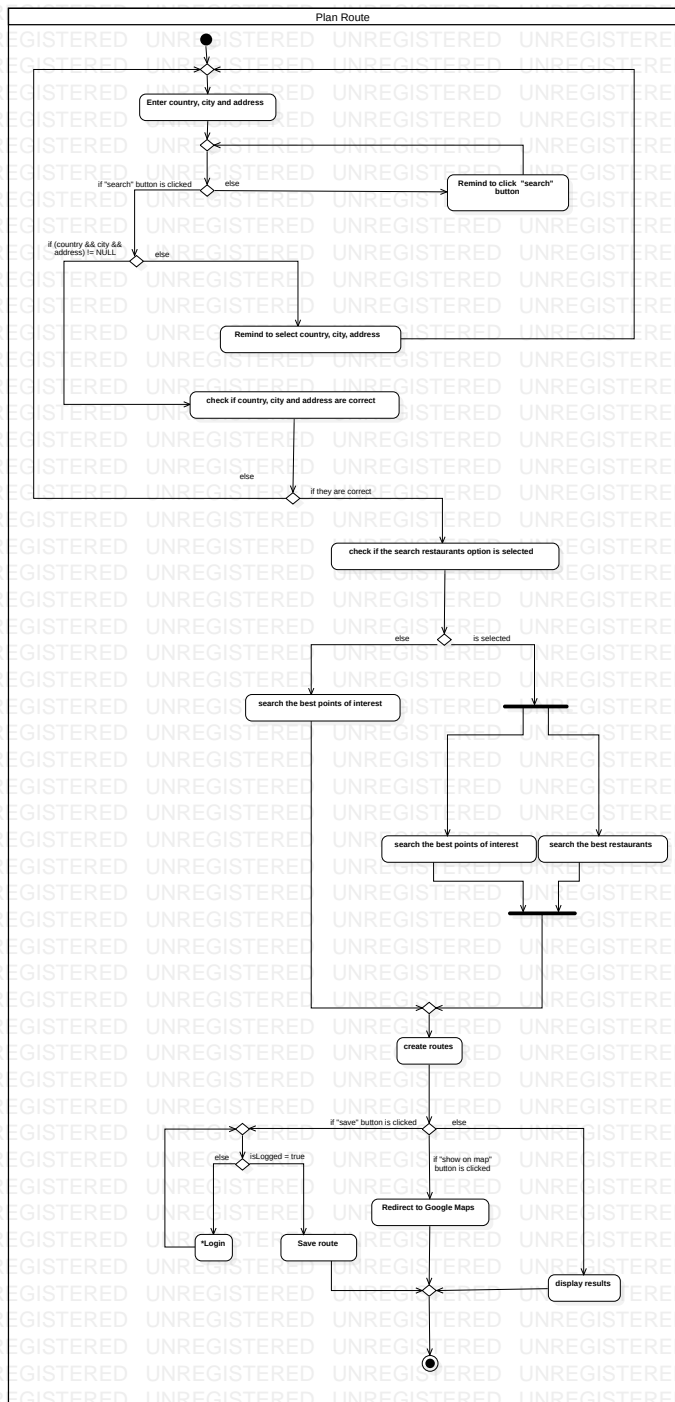 Plan Route
Enter country, city and address
if "search" button is clicked
else
Remind to click "search"
button
if (country && city &&
address) != NULL
else
Remind to select country, city, address
check if country, city and address are correct
else
if they are correct
check if the search restaurants option is selected
else
is selected
search the best points of interest
search the best points of interest
search the best restaurants
create routes
if "save" button is clicked
else
else
isLogged = true
if "show on map"
button is clicked
Redirect to Google Maps
*Login
Save route
display results
UNREGISTERED